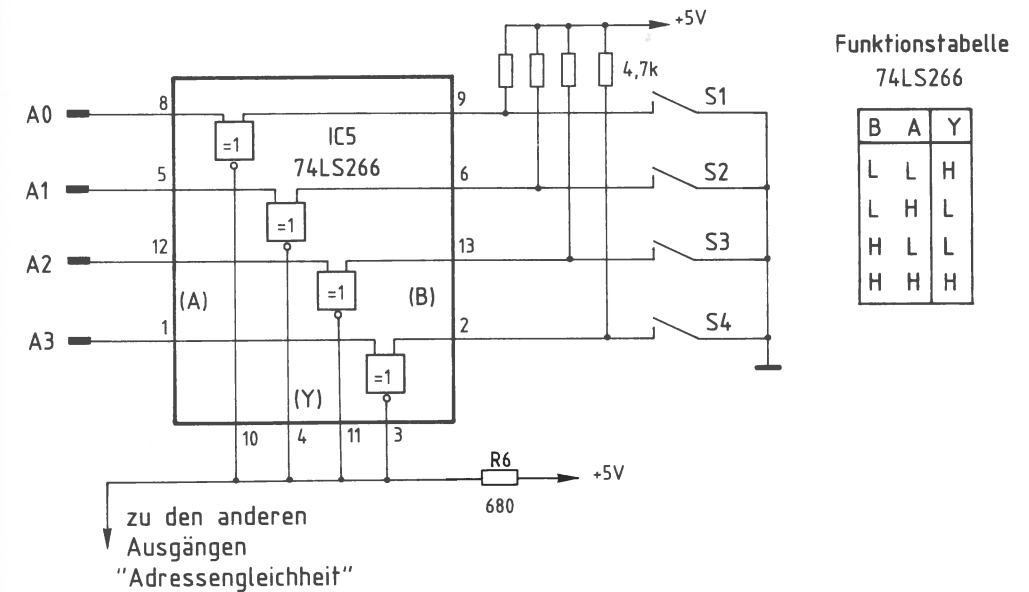 +5V
Funktionstabelle
74LS266
4,7k
A0
8
9
S1
B A Y
=1
IC5
74LS266
L L H
A1
5
6
S2
L H L
=1
A2
12
13
S3
H L L
=1
(A)
(B)
H H H
A3
1
2
S4
=1
(Y)
10
4
11
3
R6
+5V
680
zu den anderen
Ausgängen
"Adressengleichheit"